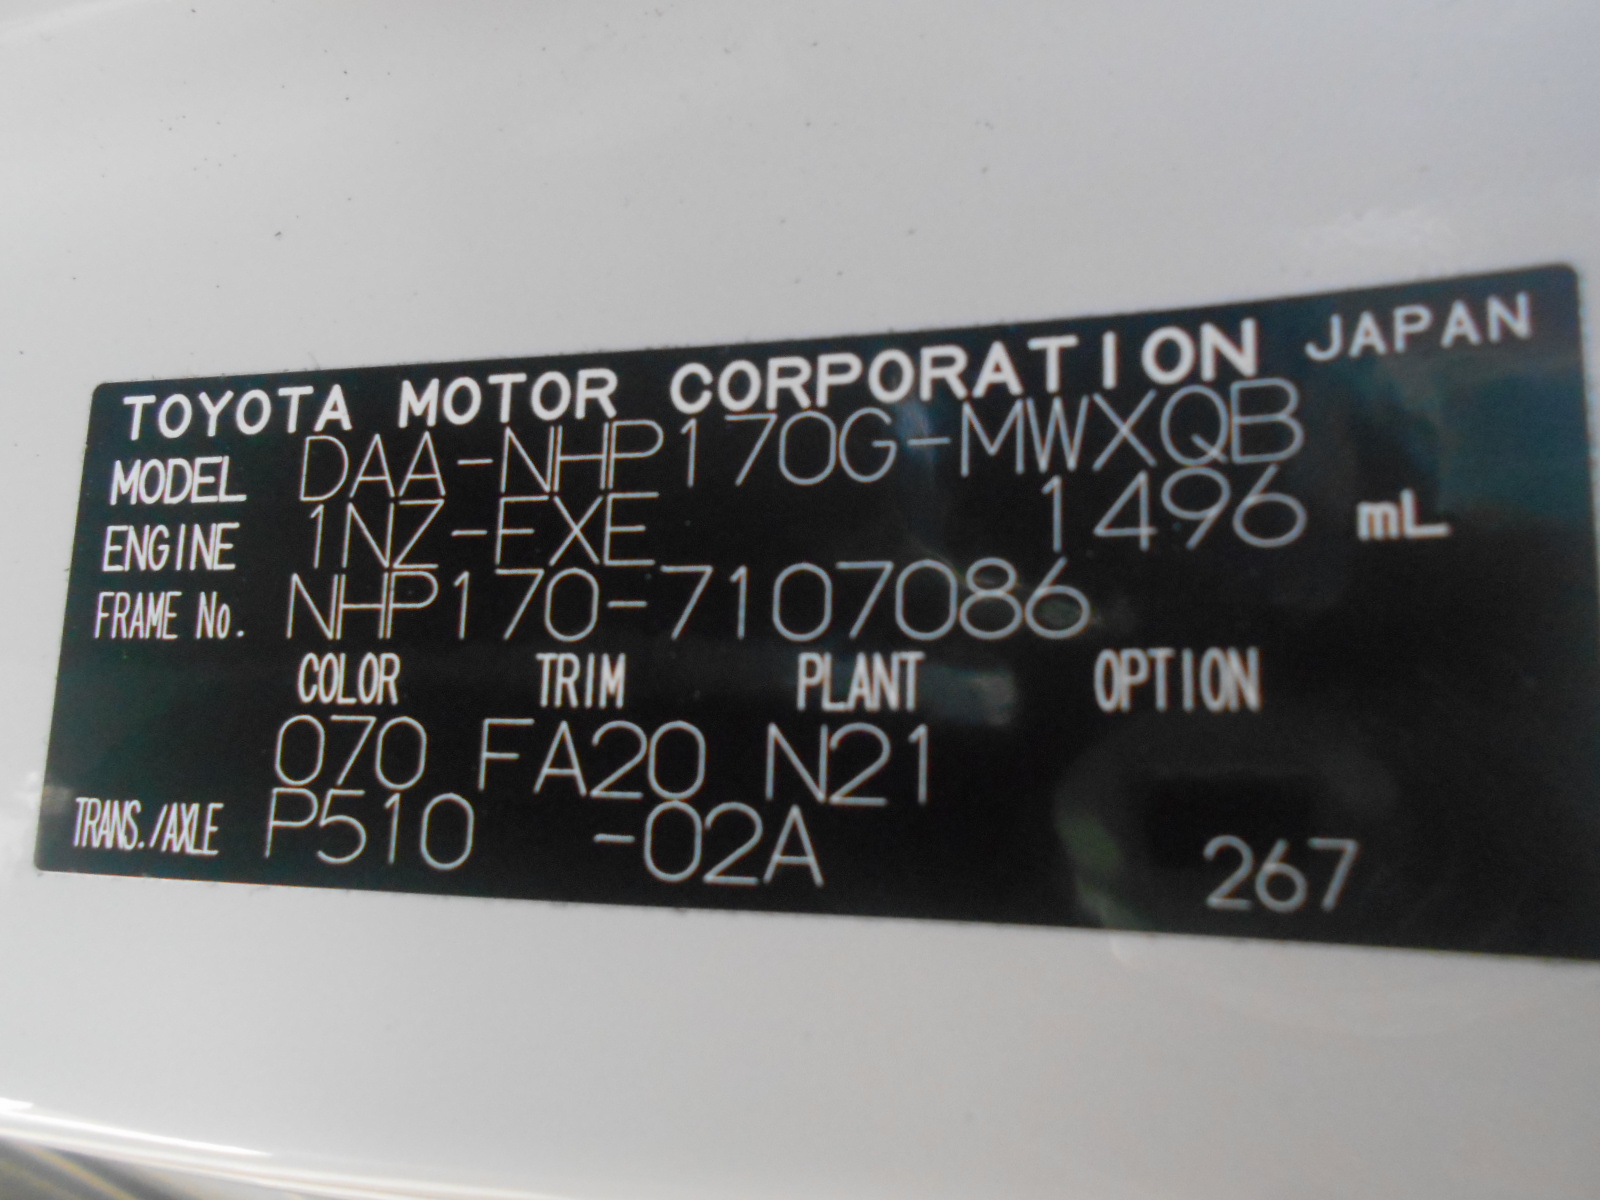 TOYOTA MOTOR CORPORATION JAPAN
MODEL DAA-NHP170G-MWXQB
ENGINE 1NZ-FXE 1496 mL
FRAME No. NHP170-7107086
COLOR TRIM PLANT OPTION
070 FA20 N21
TRANS./AXLE P510 -02A 267